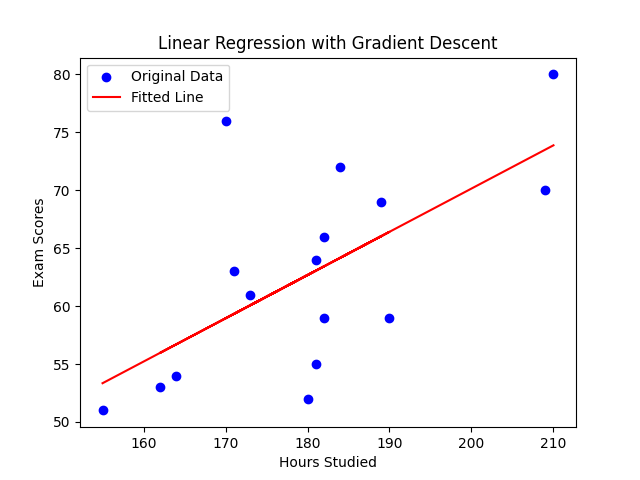 Linear Regression with Gradient Descent
Original Data
Fitted Line
80
75
70
65
60
55
50
Exam Scores
160
170
180
190
200
210
Hours Studied